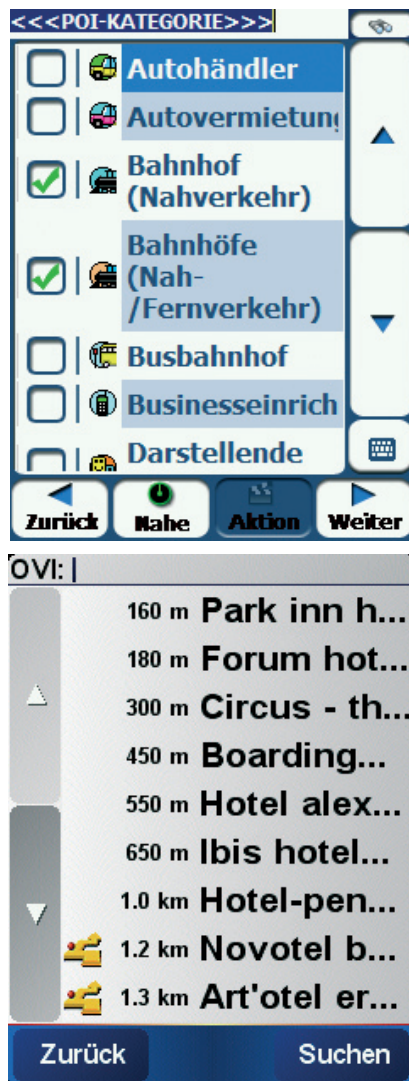 <<<POI-KATEGORIE>>>
Autohändler
Autovermietung
Bahnhof
(Nahverkehr)
Bahnhöfe
(Nah-
/Fernverkehr)
Busbahnhof
Businesseinrich
Darstellende
Zurück Nahe Aktion Weiter
OVI:
160 m Park inn h...
180 m Forum hot...
300 m Circus - th...
450 m Boarding...
550 m Hotel alex...
650 m Ibis hotel...
1.0 km Hotel-pen...
1.2 km Novotel b...
1.3 km Art'otel er...
Zurück Suchen